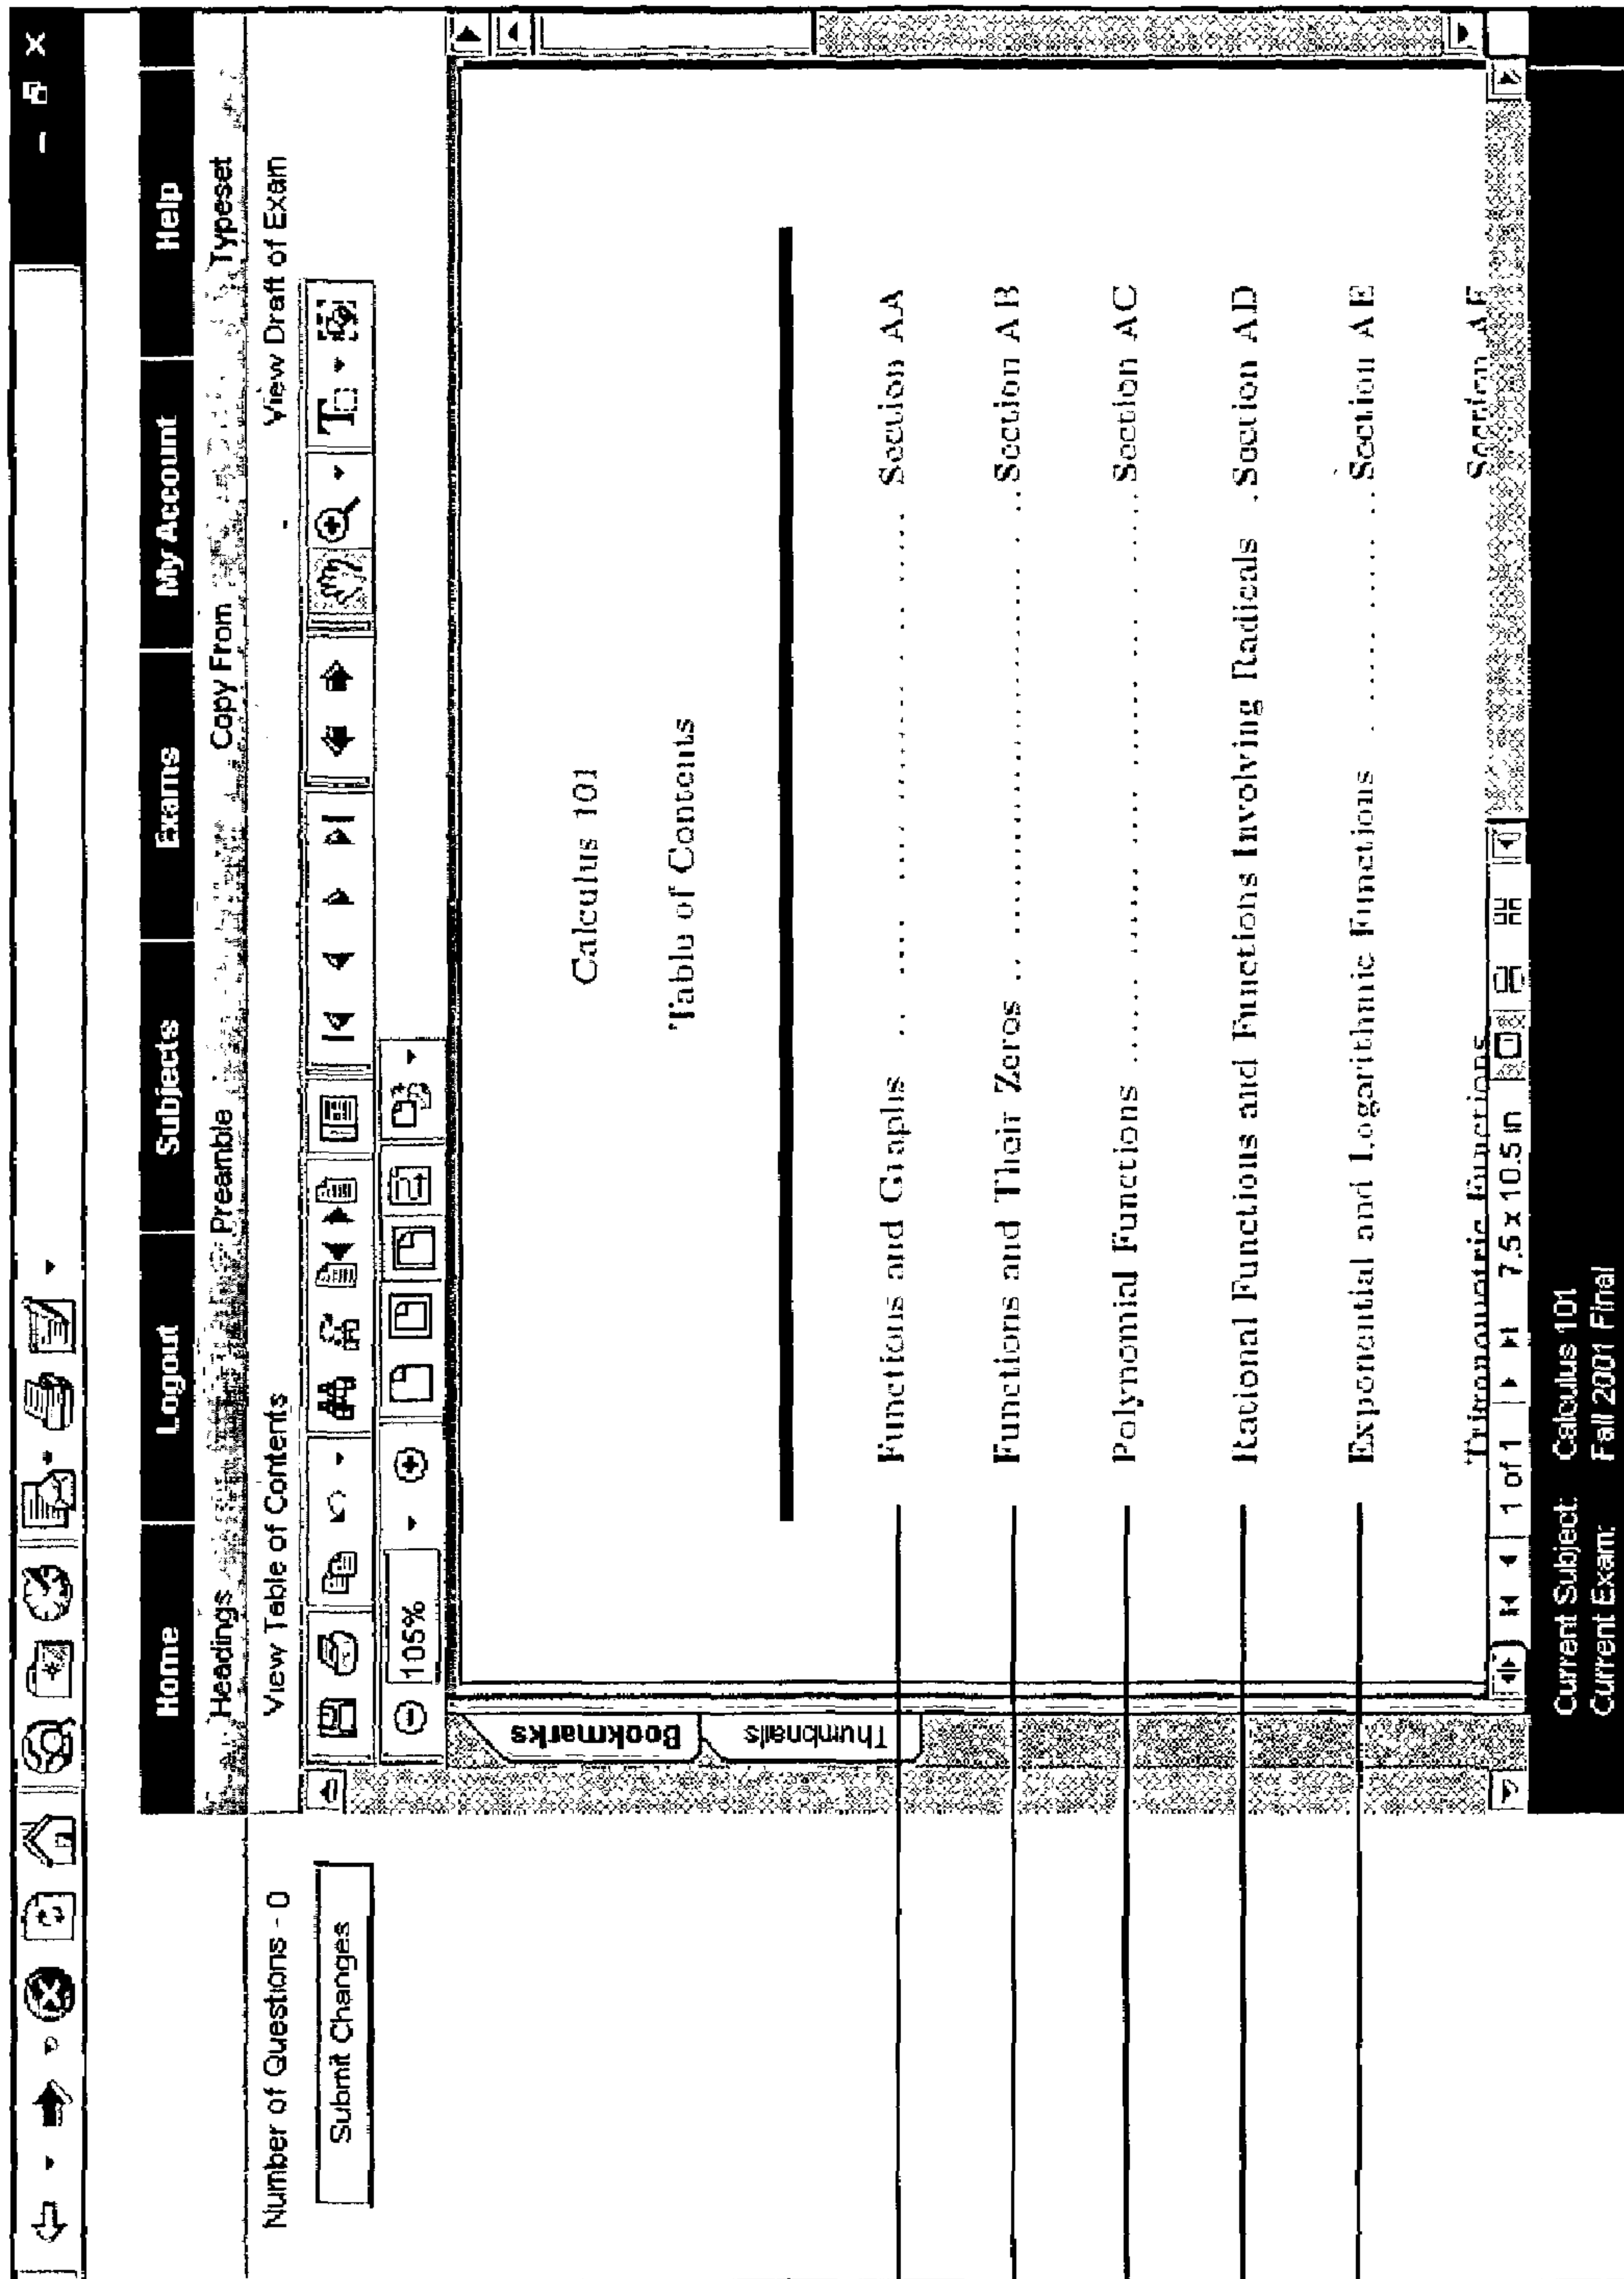 Home Logout Subjects Exams My Account Help
Headings Preamble Copy From Typeset
View Table of Contents View Draft of Exam
Number of Questions - 0
Submit Changes
105%
Bookmarks
Thumbnails
Calculus 101
Table of Contents
Functions and Graphs .................... Section AA
Functions and Their Zeros .................... Section AB
Polynomial Functions .................... Section AC
Rational Functions and Functions Involving Radicals . Section AD
Exponential and Logarithmic Functions .................... Section AE
Trigonometric Functions Section AF
1 of 1 7.5 x 10.5 in
Current Subject: Calculus 101
Current Exam: Fall 2001 Final